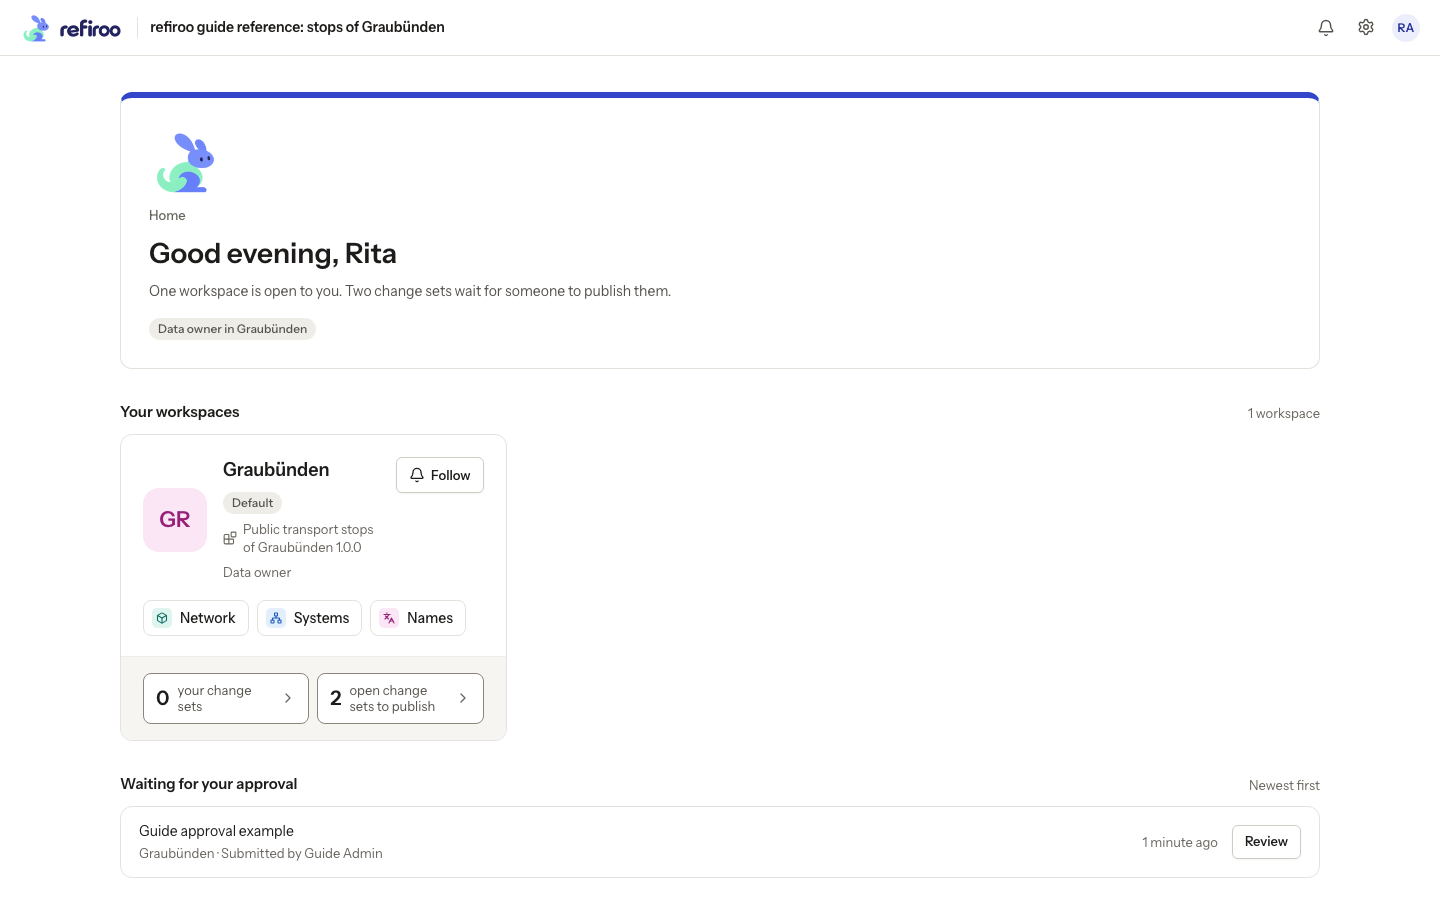 refiroo
refiroo guide reference: stops of Graubünden
RA
Home
Good evening, Rita
One workspace is open to you. Two change sets wait for someone to publish them.
Data owner in Graubünden
Your workspaces
1 workspace
GR
Graubünden
Follow
Default
Public transport stops
of Graubünden 1.0.0
Data owner
Network
Systems
Names
0 your change
sets
2 open change
sets to publish
Waiting for your approval
Newest first
Guide approval example
Graubünden · Submitted by Guide Admin
1 minute ago
Review